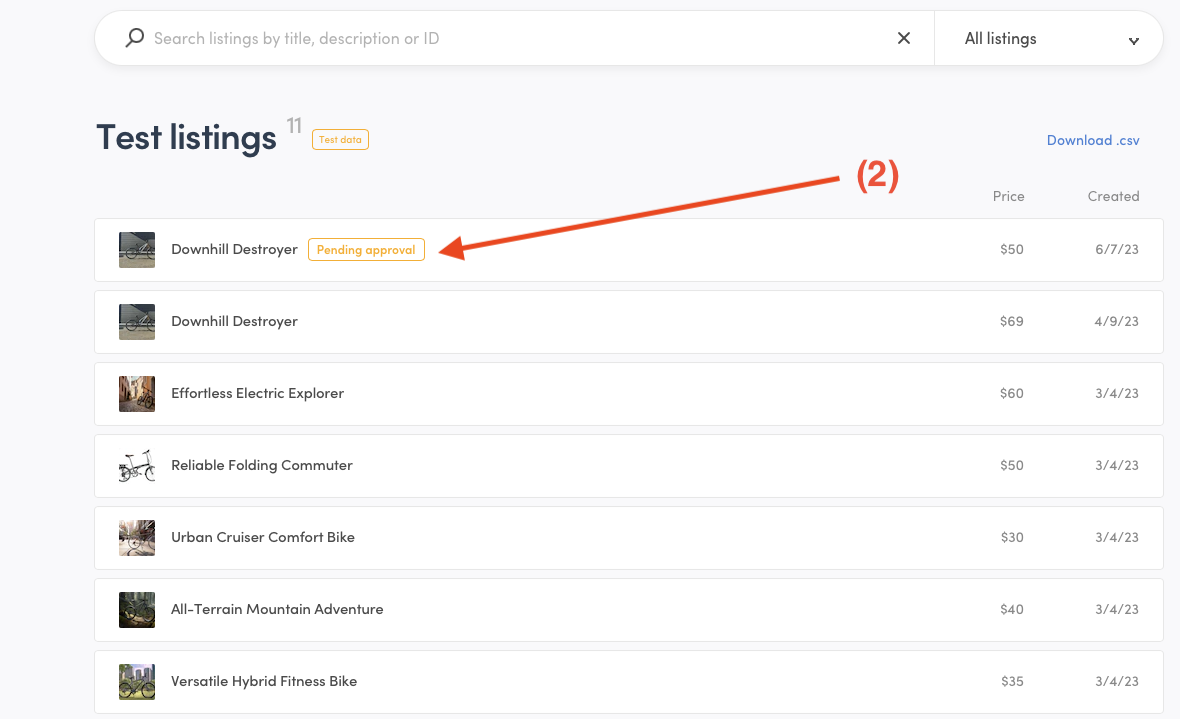 Search listings by title, description or ID
All listings
Test listings 11 Test data
Download .csv
(2)
Price Created
Downhill Destroyer Pending approval $50 6/7/23
Downhill Destroyer $69 4/9/23
Effortless Electric Explorer $60 3/4/23
Reliable Folding Commuter $50 3/4/23
Urban Cruiser Comfort Bike $30 3/4/23
All-Terrain Mountain Adventure $40 3/4/23
Versatile Hybrid Fitness Bike $35 3/4/23